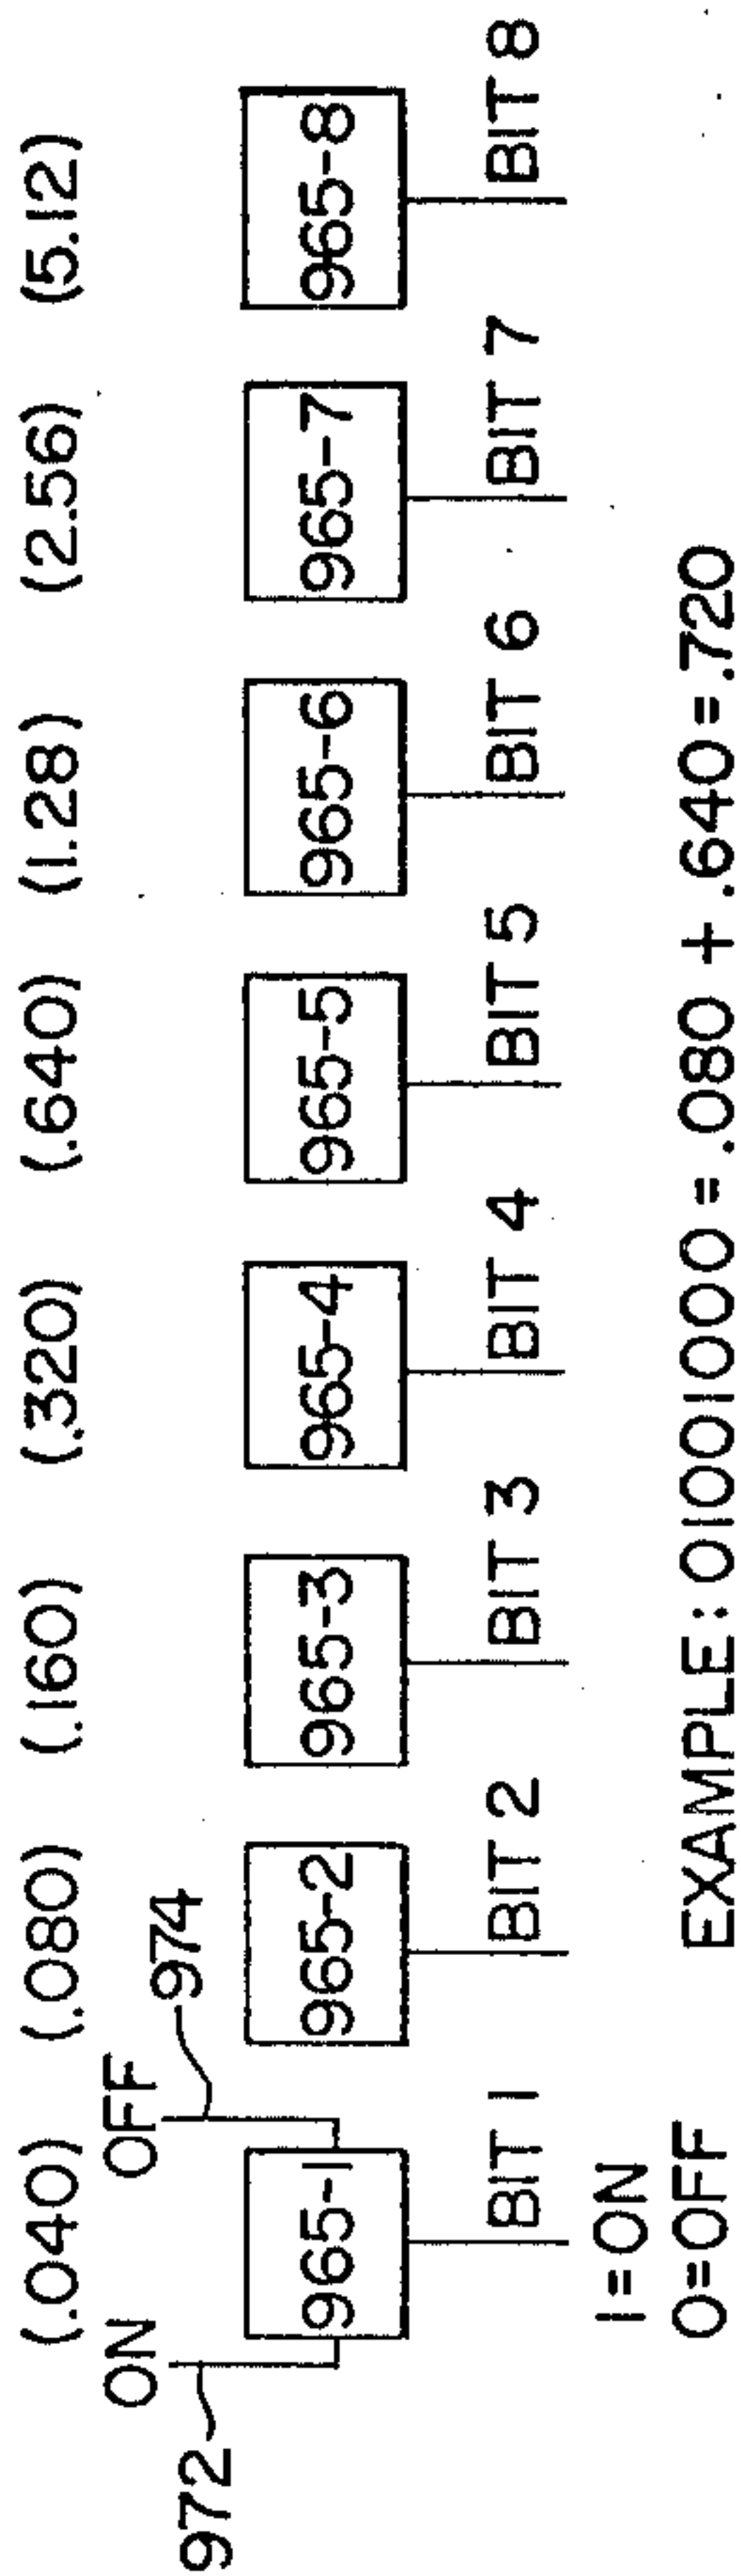 (.040) (.080) (.160) (.320) (.640) (1.28) (2.56) (5.12)
ON OFF
972 974
965-1 965-2 965-3 965-4 965-5 965-6 965-7 965-8
BIT 1 BIT 2 BIT 3 BIT 4 BIT 5 BIT 6 BIT 7 BIT 8
1=ON
0=OFF EXAMPLE: 01001000 = .080 + .640 = .720